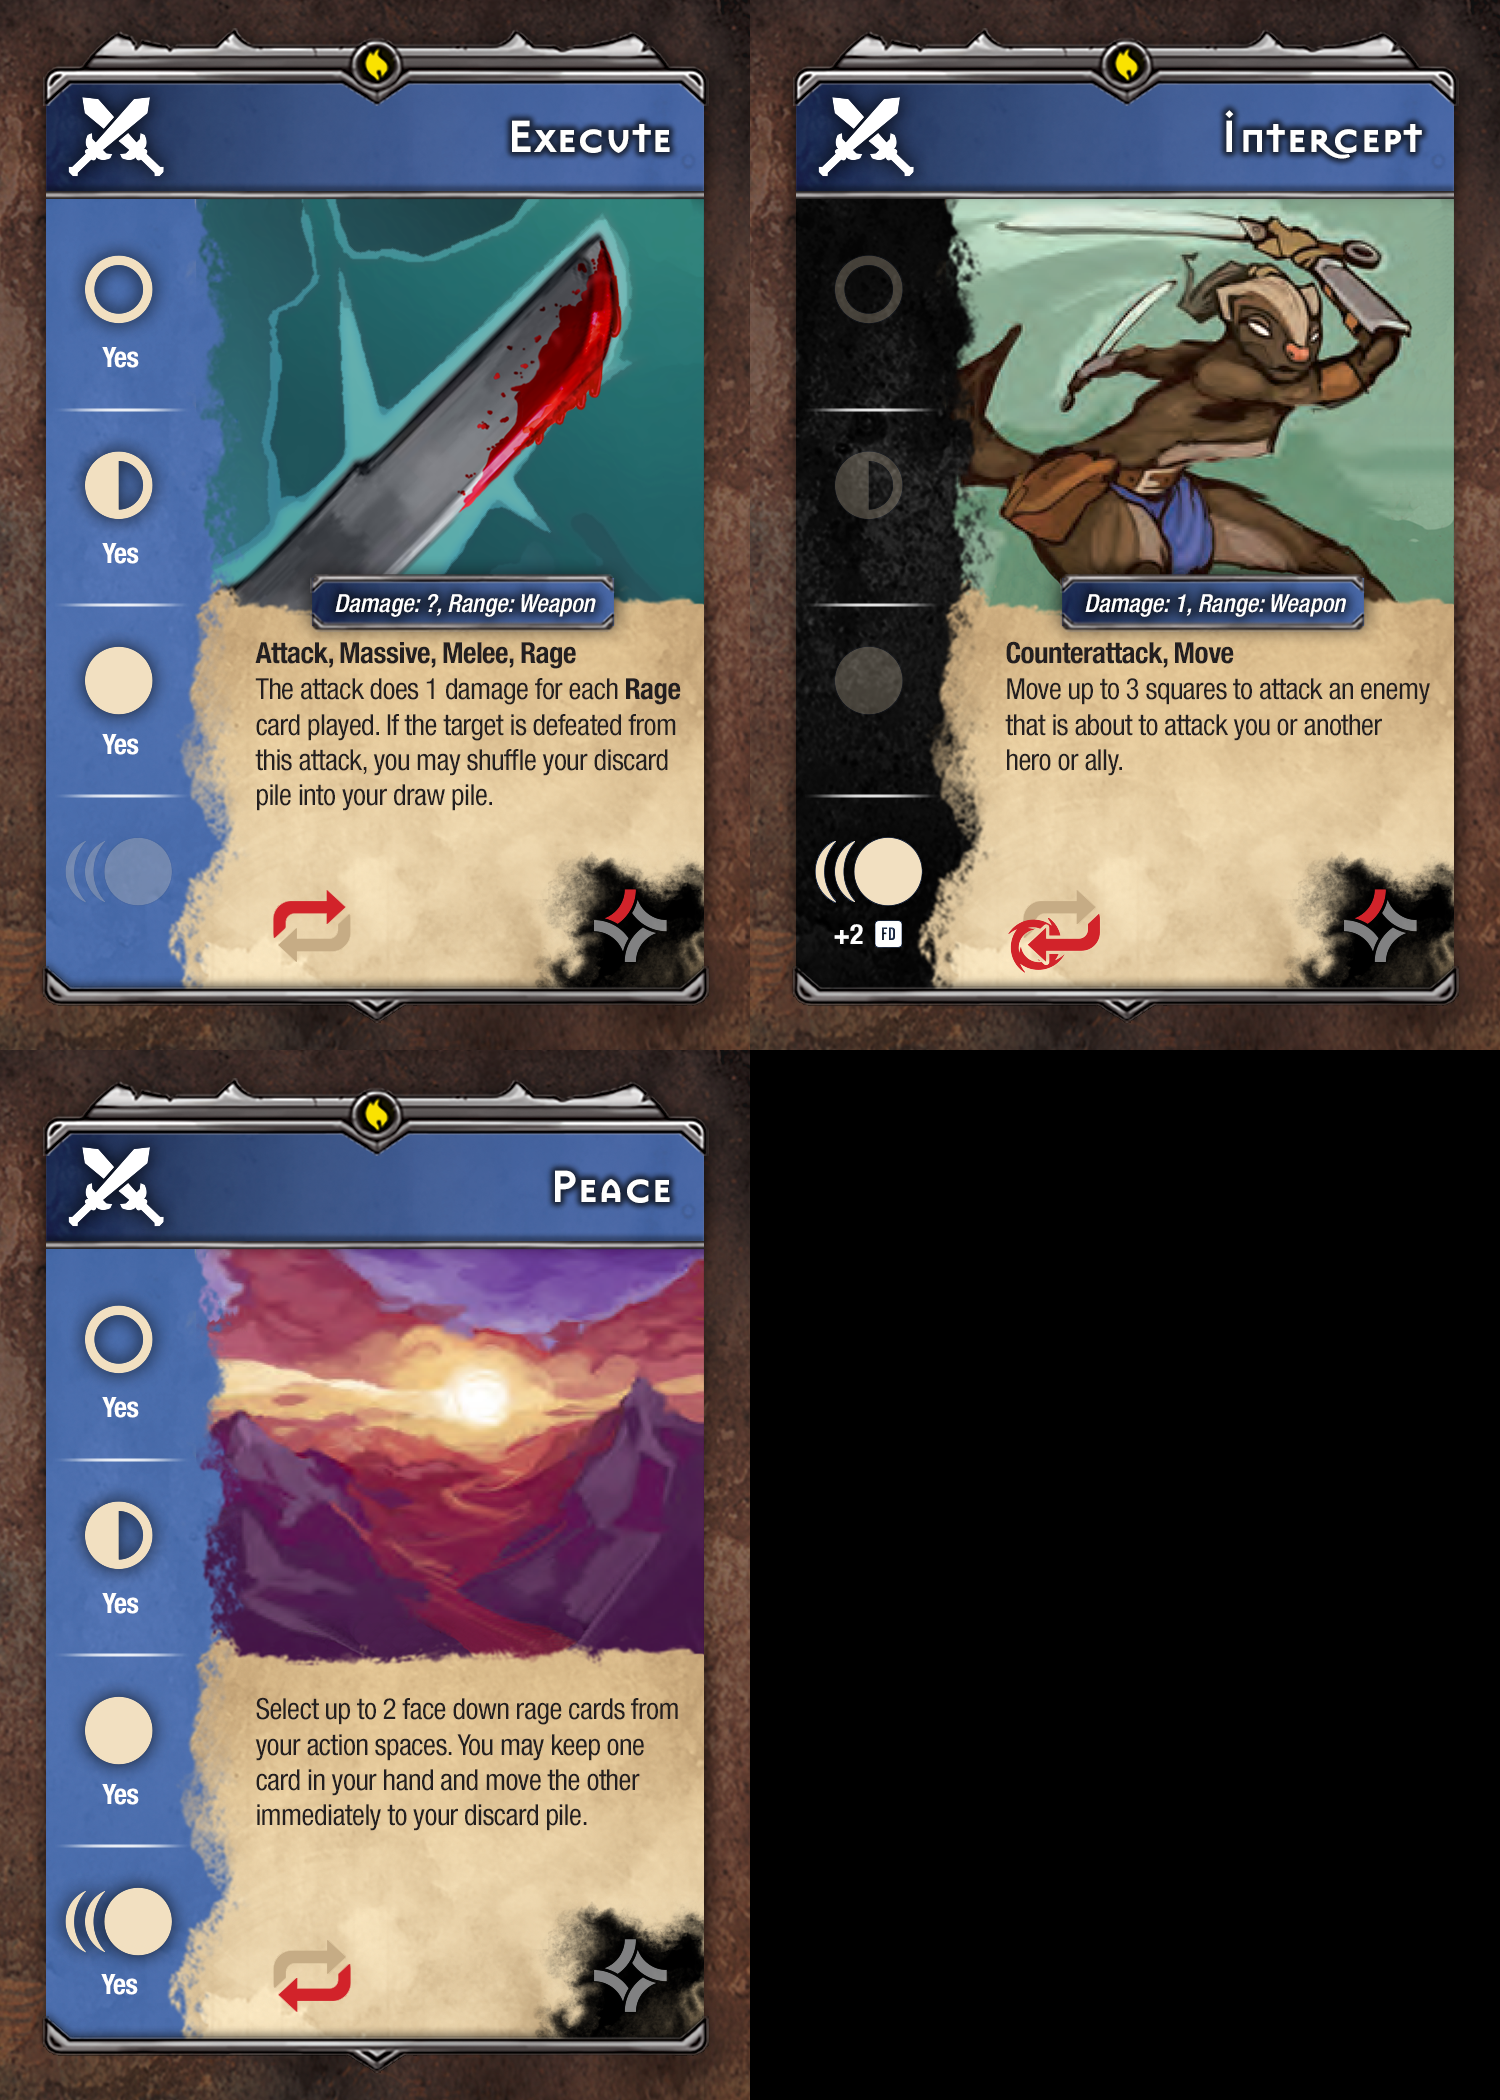 Execute
Yes
Yes
Yes
Damage: ?, Range: Weapon
Attack, Massive, Melee, Rage
The attack does 1 damage for each Rage
card played. If the target is defeated from
this attack, you may shuffle your discard
pile into your draw pile.
Intercept
+2 FD
Damage: 1, Range: Weapon
Counterattack, Move
Move up to 3 squares to attack an enemy
that is about to attack you or another
hero or ally.
Peace
Yes
Yes
Yes
Yes
Select up to 2 face down rage cards from
your action spaces. You may keep one
card in your hand and move the other
immediately to your discard pile.